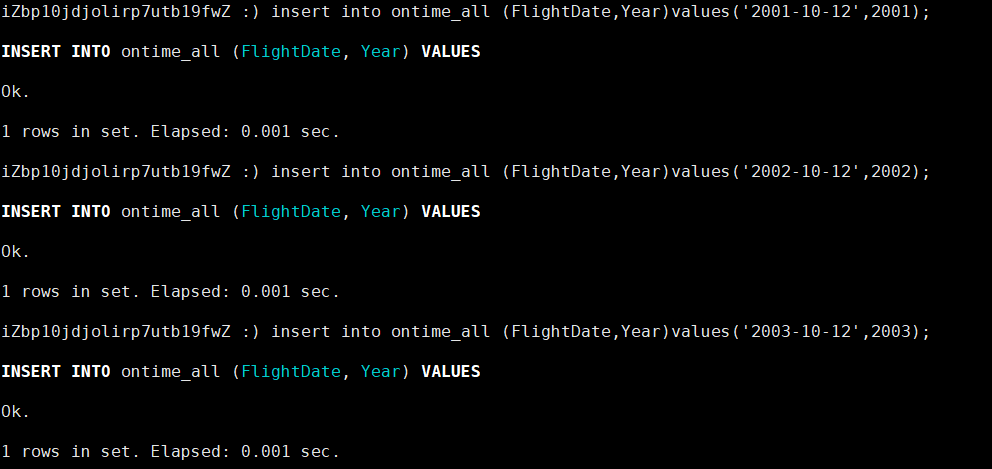 iZbp10jdjolirp7utb19fwZ :) insert into ontime_all (FlightDate,Year)values('2001-10-12',2001);
INSERT INTO ontime_all (FlightDate, Year) VALUES
Ok.
1 rows in set. Elapsed: 0.001 sec.
iZbp10jdjolirp7utb19fwZ :) insert into ontime_all (FlightDate,Year)values('2002-10-12',2002);
INSERT INTO ontime_all (FlightDate, Year) VALUES
Ok.
1 rows in set. Elapsed: 0.001 sec.
iZbp10jdjolirp7utb19fwZ :) insert into ontime_all (FlightDate,Year)values('2003-10-12',2003);
INSERT INTO ontime_all (FlightDate, Year) VALUES
Ok.
1 rows in set. Elapsed: 0.001 sec.